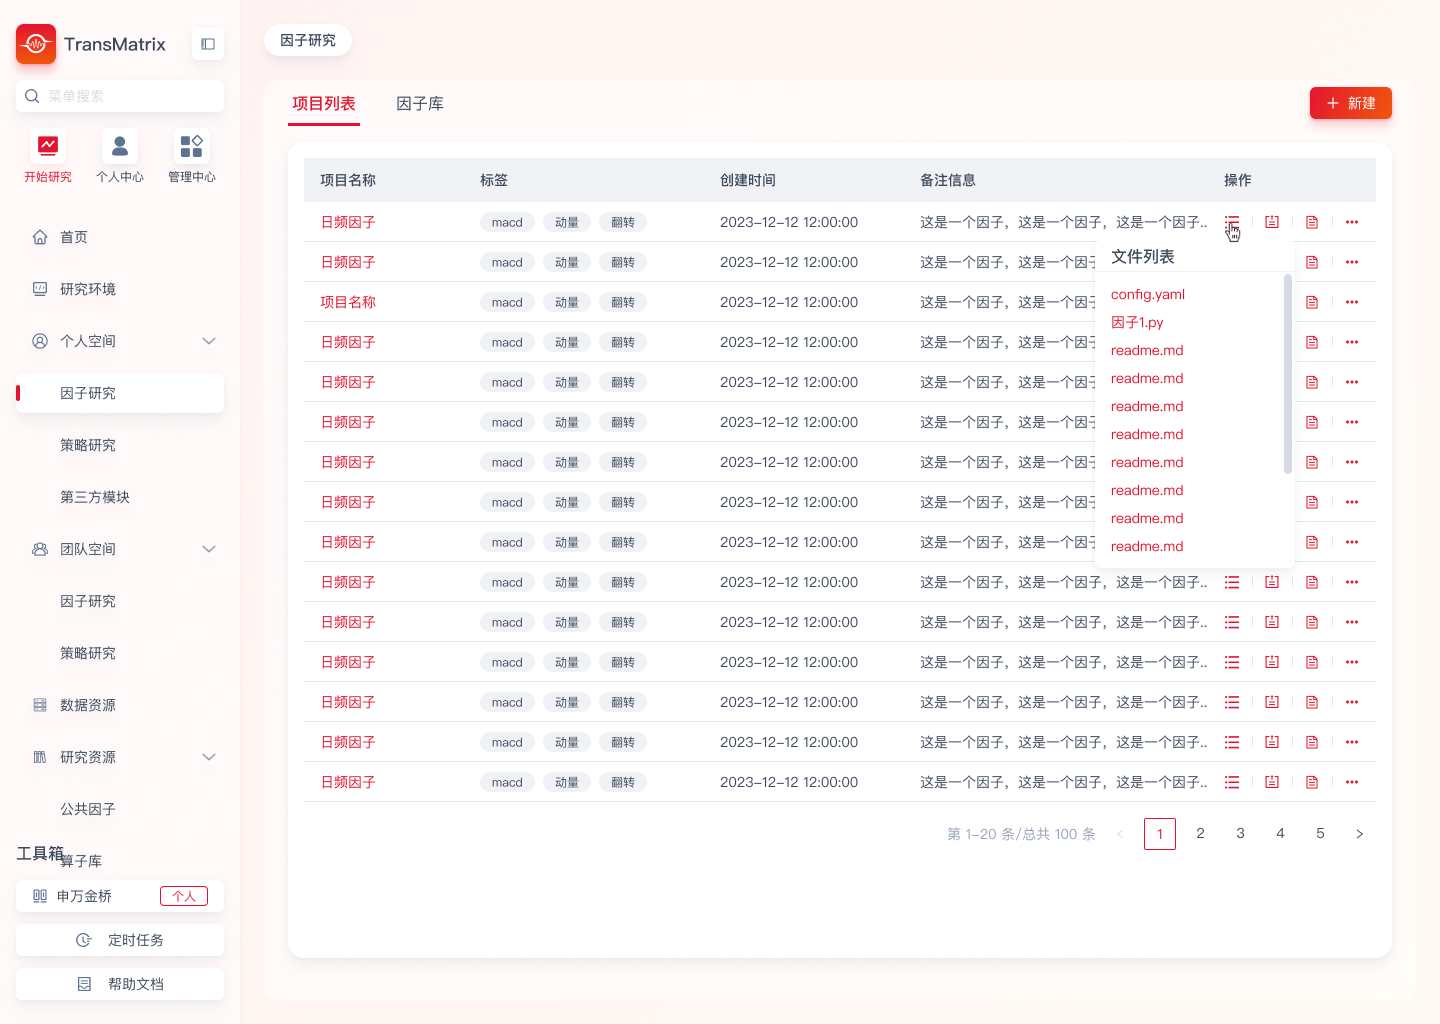 TransMatrix
菜单搜索
开始研究 个人中心 管理中心
首页
研究环境
个人空间
因子研究
策略研究
第三方模块
团队空间
因子研究
策略研究
数据资源
研究资源
公共因子
算子库
工具箱
申万金桥 个人
定时任务
帮助文档
因子研究
项目列表 因子库
新建
项目名称 标签 创建时间 备注信息 操作
日频因子 macd 动量 翻转 2023-12-12 12:00:00 这是一个因子，这是一个因子，这是一个因子..
日频因子 macd 动量 翻转 2023-12-12 12:00:00 这是一个因子，这是一个因子
项目名称 macd 动量 翻转 2023-12-12 12:00:00 这是一个因子，这是一个因子
日频因子 macd 动量 翻转 2023-12-12 12:00:00 这是一个因子，这是一个因子
日频因子 macd 动量 翻转 2023-12-12 12:00:00 这是一个因子，这是一个因子
日频因子 macd 动量 翻转 2023-12-12 12:00:00 这是一个因子，这是一个因子
日频因子 macd 动量 翻转 2023-12-12 12:00:00 这是一个因子，这是一个因子
日频因子 macd 动量 翻转 2023-12-12 12:00:00 这是一个因子，这是一个因子
日频因子 macd 动量 翻转 2023-12-12 12:00:00 这是一个因子，这是一个因子
日频因子 macd 动量 翻转 2023-12-12 12:00:00 这是一个因子，这是一个因子，这是一个因子..
日频因子 macd 动量 翻转 2023-12-12 12:00:00 这是一个因子，这是一个因子，这是一个因子..
日频因子 macd 动量 翻转 2023-12-12 12:00:00 这是一个因子，这是一个因子，这是一个因子..
日频因子 macd 动量 翻转 2023-12-12 12:00:00 这是一个因子，这是一个因子，这是一个因子..
日频因子 macd 动量 翻转 2023-12-12 12:00:00 这是一个因子，这是一个因子，这是一个因子..
日频因子 macd 动量 翻转 2023-12-12 12:00:00 这是一个因子，这是一个因子，这是一个因子..
文件列表
config.yaml
因子1.py
readme.md
readme.md
readme.md
readme.md
readme.md
readme.md
readme.md
readme.md
第 1-20 条/总共 100 条 < 1 2 3 4 5 >